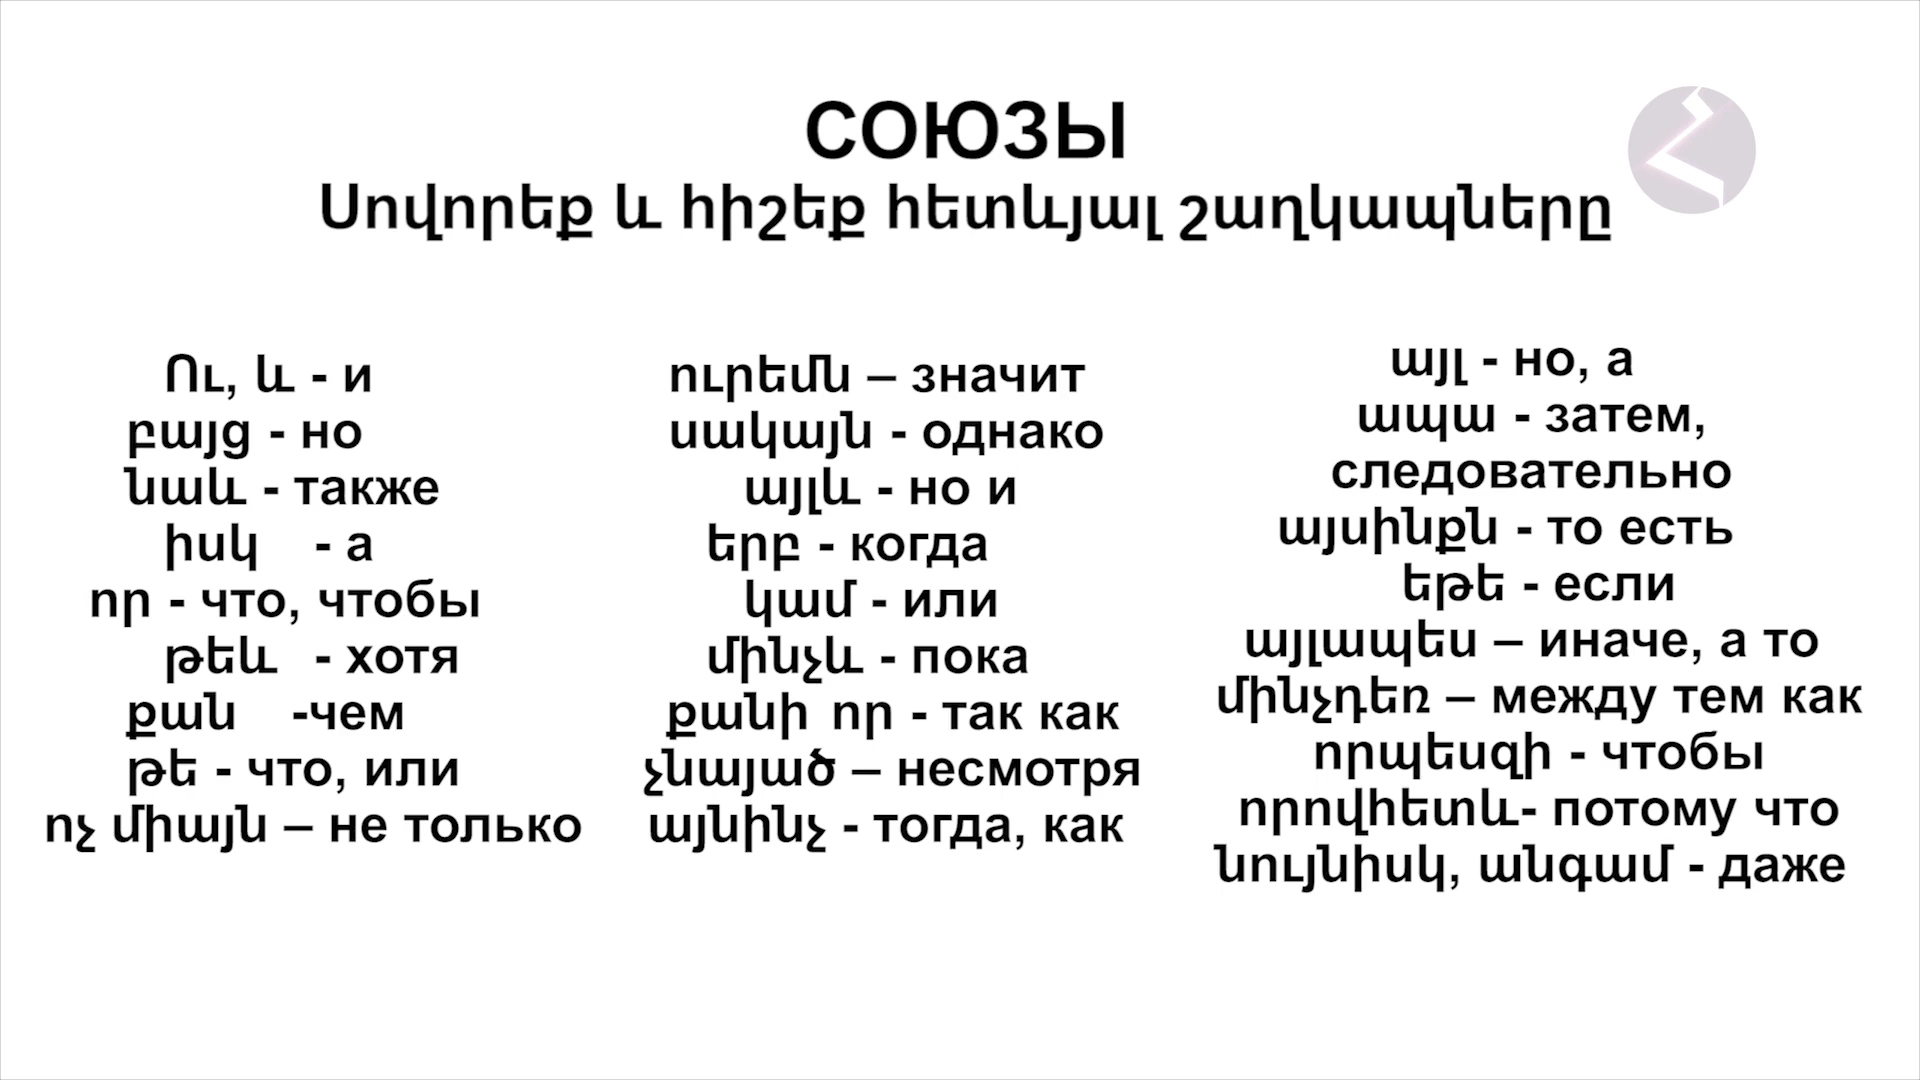 СОЮЗЫ
Սովորեք և հիշեք հետևյալ շաղկապները
Ու, և - и
բայց - но
նաև - также
իսկ - а
որ - что, чтобы
թեև - хотя
քան -чем
թե - что, или
ոչ միայն – не только
ուրեմն – значит
սակայն - однако
այլև - но и
երբ - когда
կամ - или
մինչև - пока
քանի որ - так как
չնայած – несмотря
այնինչ - тогда, как
այլ - но, а
ապա - затем,
следовательно
այսինքն - то есть
եթե - если
այլապես – иначе, а то
մինչդեռ – между тем как
որպեսզի - чтобы
որովհետև- потому что
նույնիսկ, անգամ - даже